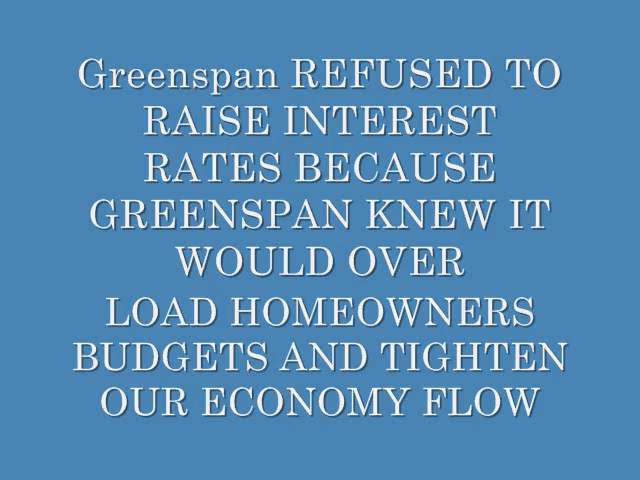 Greenspan REFUSED TO
RAISE INTEREST
RATES BECAUSE
GREENSPAN KNEW IT
WOULD OVER
LOAD HOMEOWNERS
BUDGETS AND TIGHTEN
OUR ECONOMY FLOW